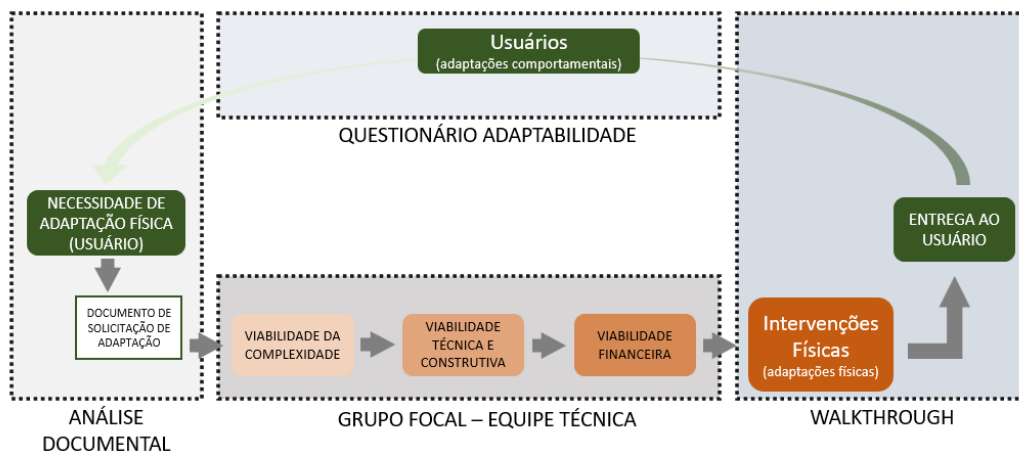 Usuários
(adaptações comportamentais)
QUESTIONÁRIO ADAPTABILIDADE
NECESSIDADE DE
ADAPTAÇÃO FÍSICA
(USUÁRIO)
DOCUMENTO DE
SOLICITAÇÃO DE
ADAPTAÇÃO
ANÁLISE
DOCUMENTAL
VIABILIDADE DA
COMPLEXIDADE
VIABILIDADE
TÉCNICA E
CONSTRUTIVA
VIABILIDADE
FINANCEIRA
GRUPO FOCAL – EQUIPE TÉCNICA
ENTREGA AO
USUÁRIO
Intervenções
Físicas
(adaptações físicas)
WALKTHROUGH